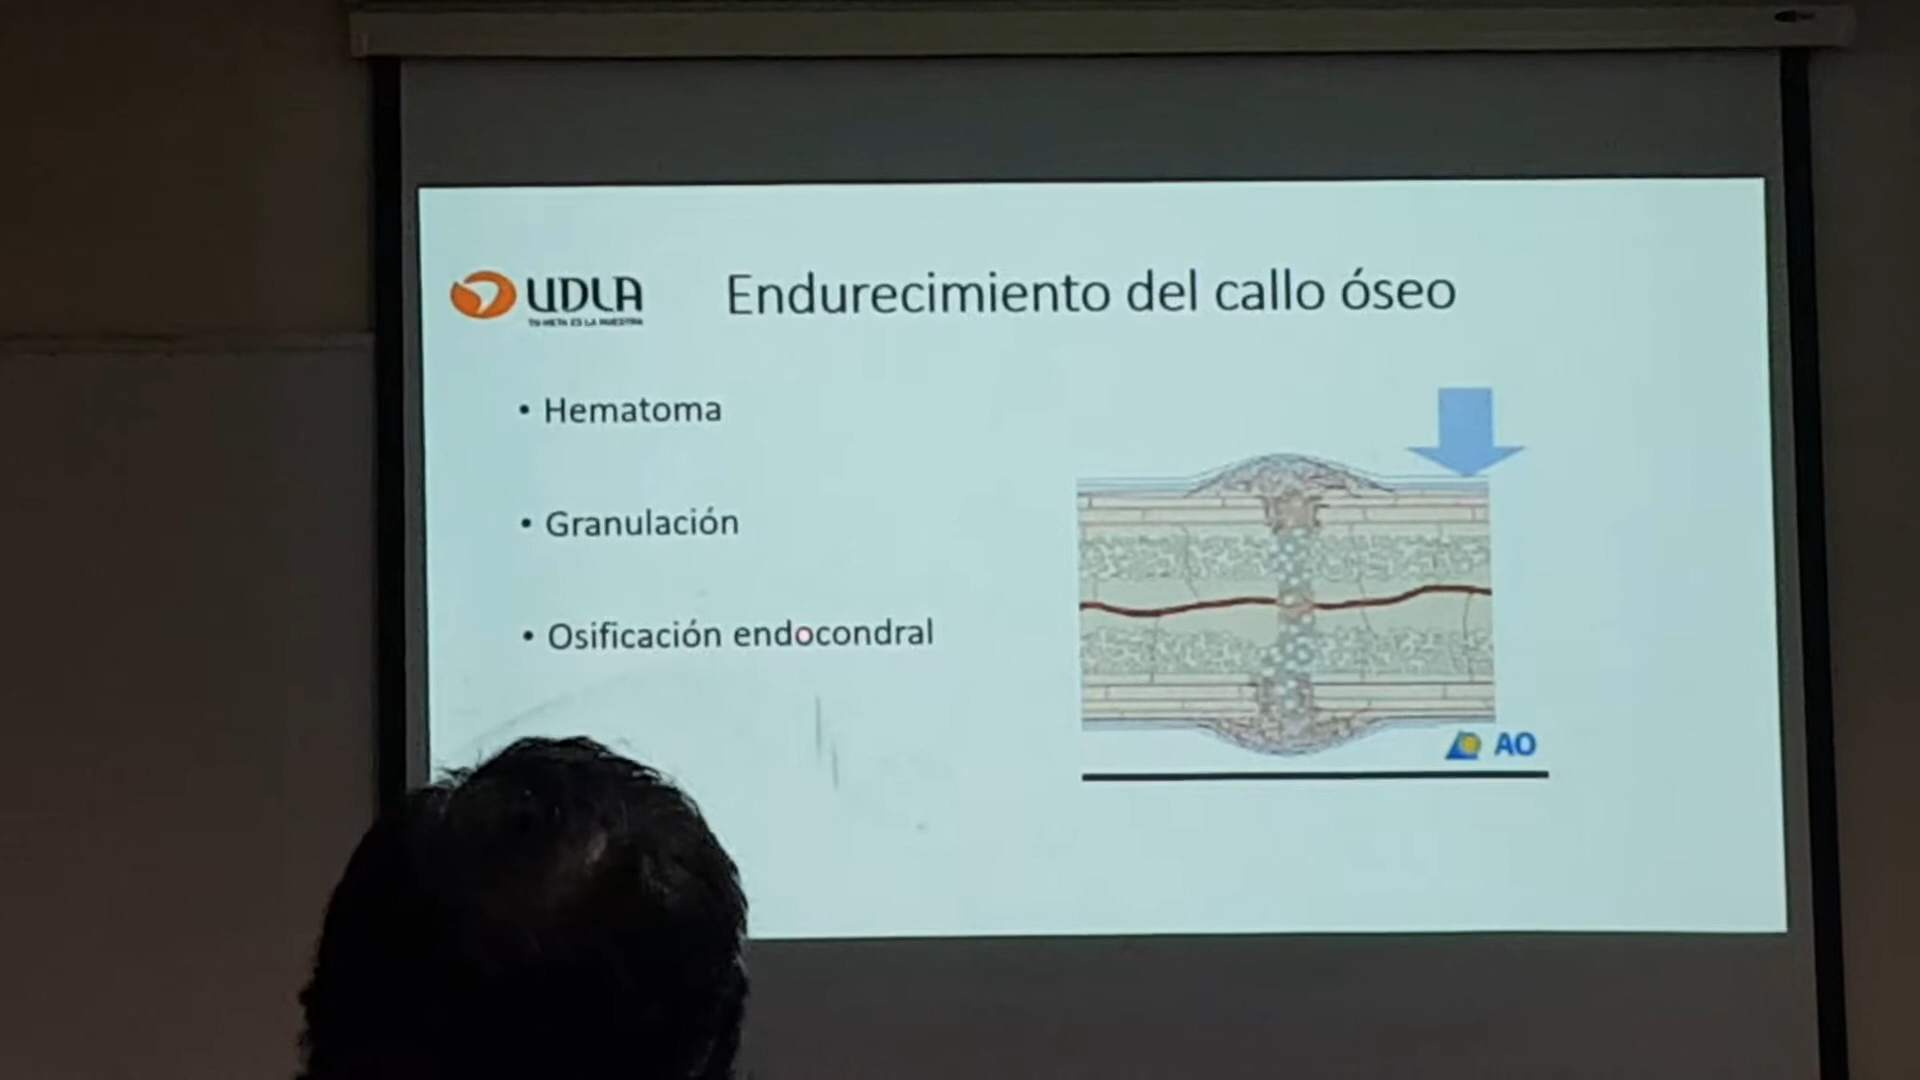 UDLA
TU META ES LA NUESTRA
Endurecimiento del callo óseo
• Hematoma
• Granulación
• Osificación endocondral
AO